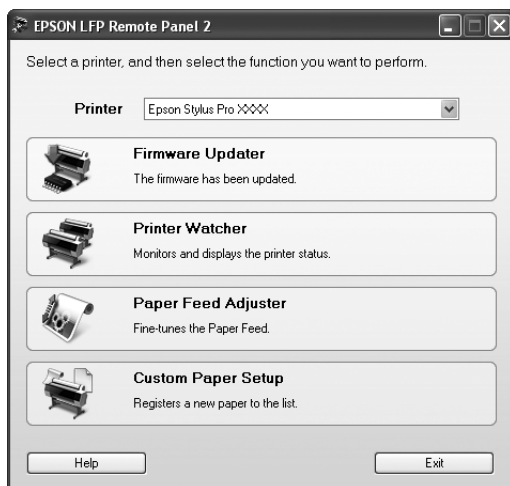 EPSON LFP Remote Panel 2
Select a printer, and then select the function you want to perform.
Printer Epson Stylus Pro XXXX
Firmware Updater
The firmware has been updated.
Printer Watcher
Monitors and displays the printer status.
Paper Feed Adjuster
Fine-tunes the Paper Feed.
Custom Paper Setup
Registers a new paper to the list.
Help Exit